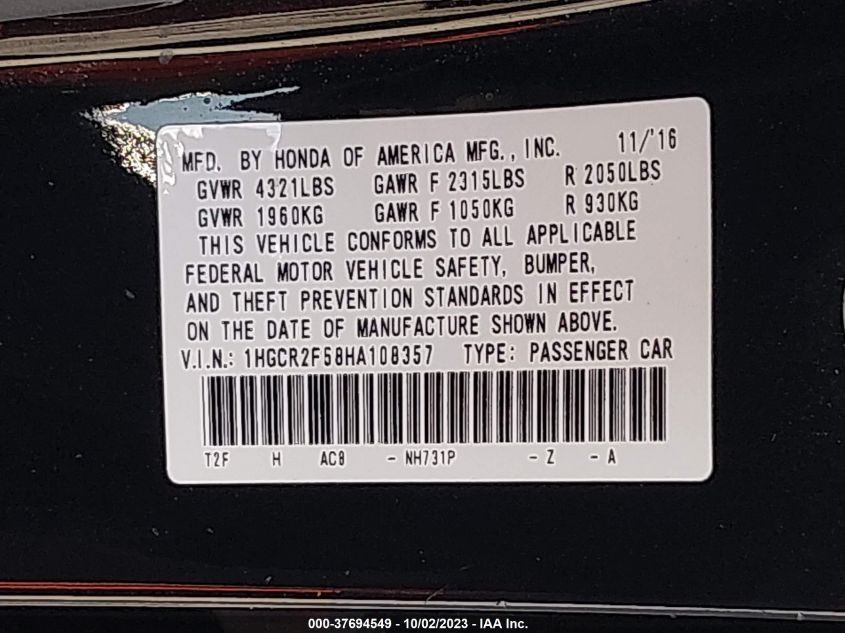 MFD. BY HONDA OF AMERICA MFG., INC. 11/'16
GVWR 4321LBS GAWR F 2315LBS R 2050LBS
GVWR 1960KG GAWR F 1050KG R 930KG
THIS VEHICLE CONFORMS TO ALL APPLICABLE
FEDERAL MOTOR VEHICLE SAFETY, BUMPER,
AND THEFT PREVENTION STANDARDS IN EFFECT
ON THE DATE OF MANUFACTURE SHOWN ABOVE.
V.I.N.: 1HGCR2F58HA108357 TYPE: PASSENGER CAR
T2F H AC8 - NH731P - Z - A
000-37694549 - 10/02/2023 - IAA Inc.